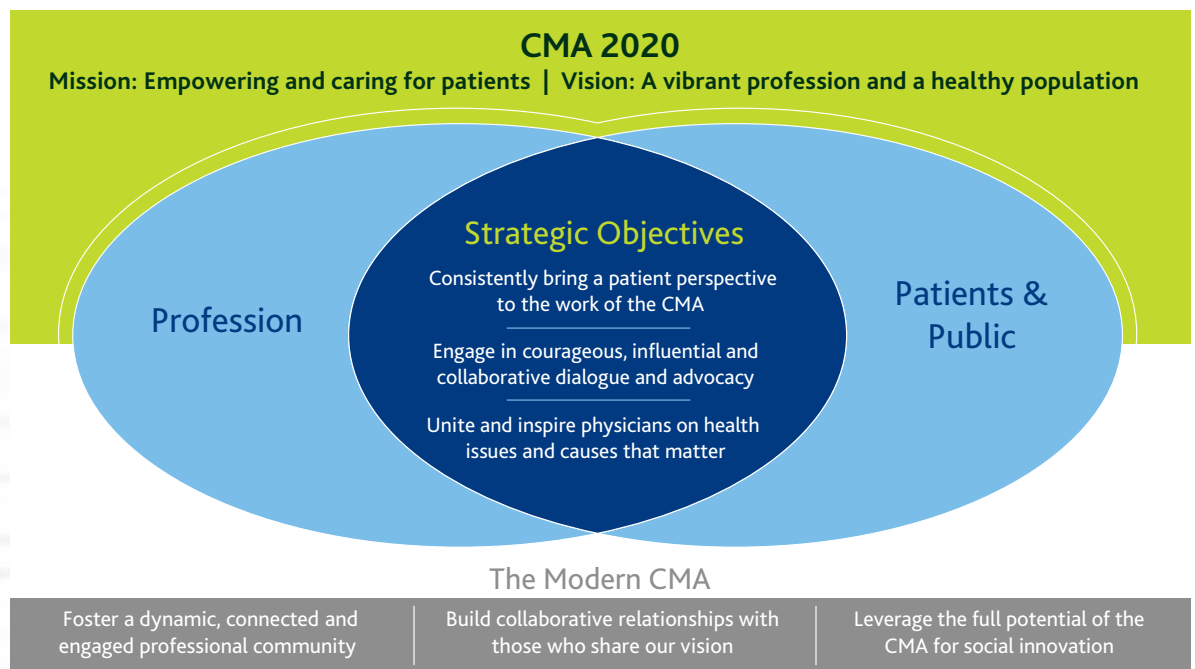 CMA 2020
Mission: Empowering and caring for patients | Vision: A vibrant profession and a healthy population
Profession
Strategic Objectives
Consistently bring a patient perspective
to the work of the CMA
Engage in courageous, influential and
collaborative dialogue and advocacy
Unite and inspire physicians on health
issues and causes that matter
Patients &
Public
The Modern CMA
Foster a dynamic, connected and
engaged professional community
Build collaborative relationships with
those who share our vision
Leverage the full potential of the
CMA for social innovation